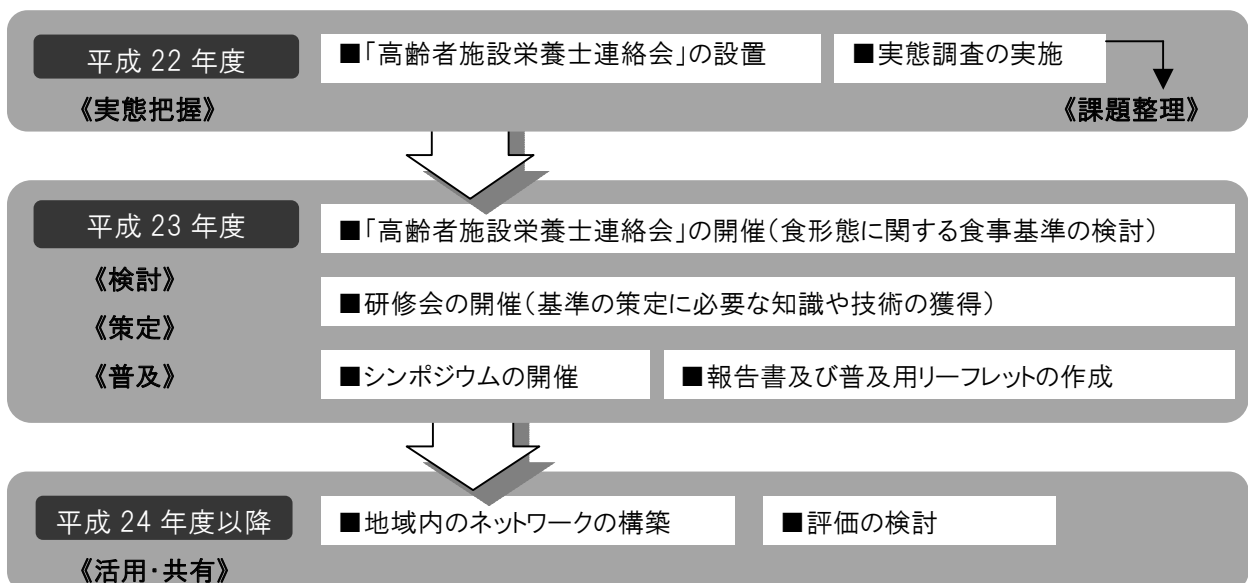 平成 22 年度
■「高齢者施設栄養士連絡会」の設置
■実態調査の実施
《実態把握》
《課題整理》
平成 23 年度
■「高齢者施設栄養士連絡会」の開催(食形態に関する食事基準の検討)
《検討》
■研修会の開催(基準の策定に必要な知識や技術の獲得)
《策定》
《普及》
■シンポジウムの開催
■報告書及び普及用リーフレットの作成
平成 24 年度以降
■地域内のネットワークの構築
■評価の検討
《活用・共有》